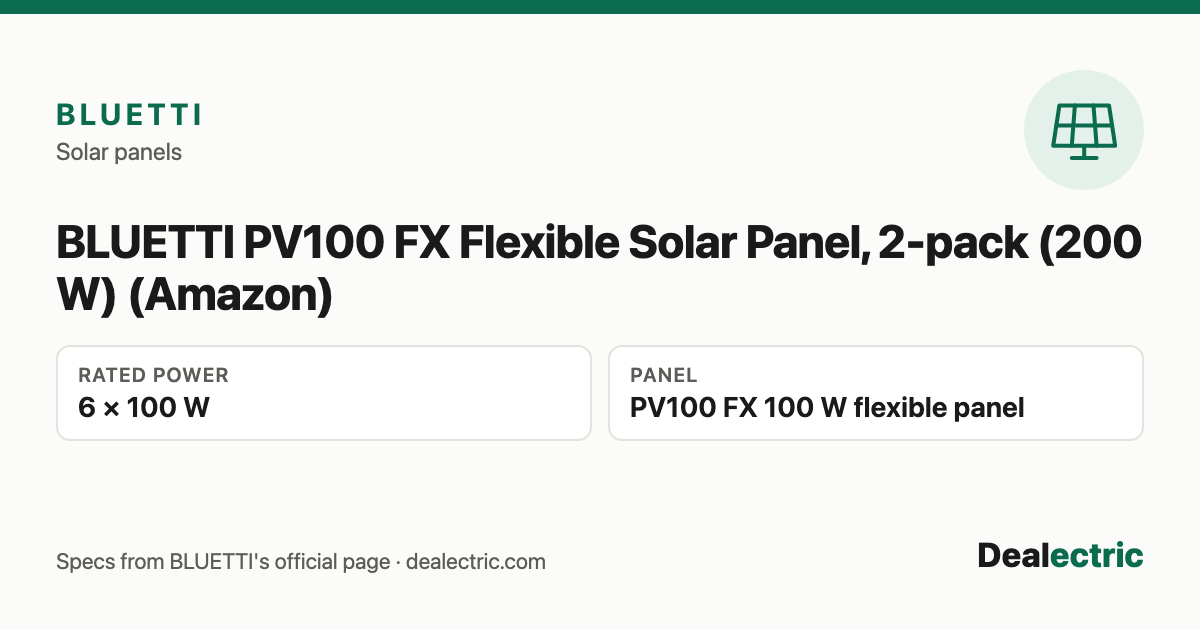 BLUETTI
Solar panels
BLUETTI PV100 FX Flexible Solar Panel, 2-pack (200
W) (Amazon)
RATED POWER
6 × 100 W
PANEL
PV100 FX 100 W flexible panel
Specs from BLUETTI's official page · dealectric.com
Dealectric